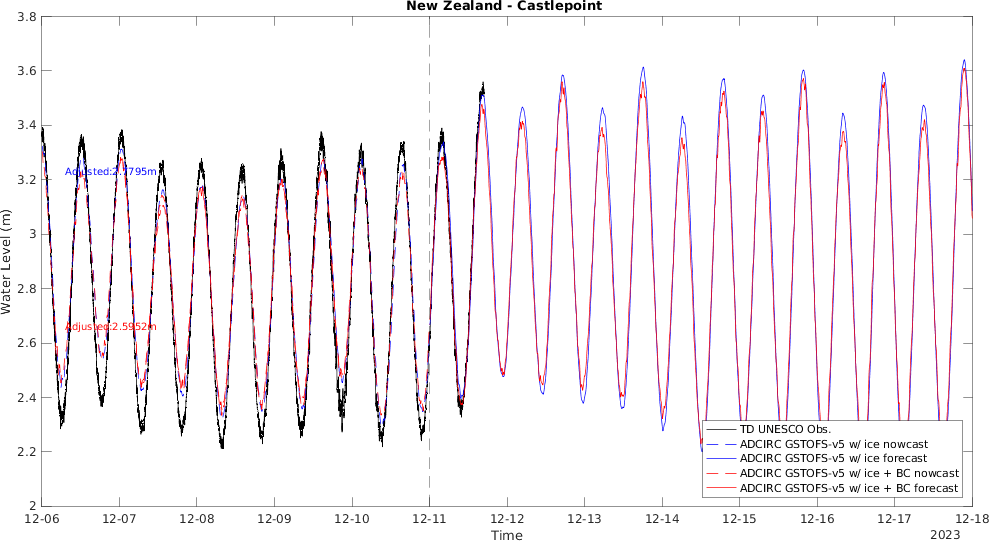 New Zealand - Castlepoint
Water Level (m)
3.8
3.6
3.4
3.2
3
2.8
2.6
2.4
2.2
2
Adjusted:2.7795m
Adjusted:2.5952m
TD UNESCO Obs.
ADCIRC GSTOFS-v5 w/ ice nowcast
ADCIRC GSTOFS-v5 w/ ice forecast
ADCIRC GSTOFS-v5 w/ ice + BC nowcast
ADCIRC GSTOFS-v5 w/ ice + BC forecast
12-06 12-07 12-08 12-09 12-10 12-11 12-12 12-13 12-14 12-15 12-16 12-17 12-18
Time
2023